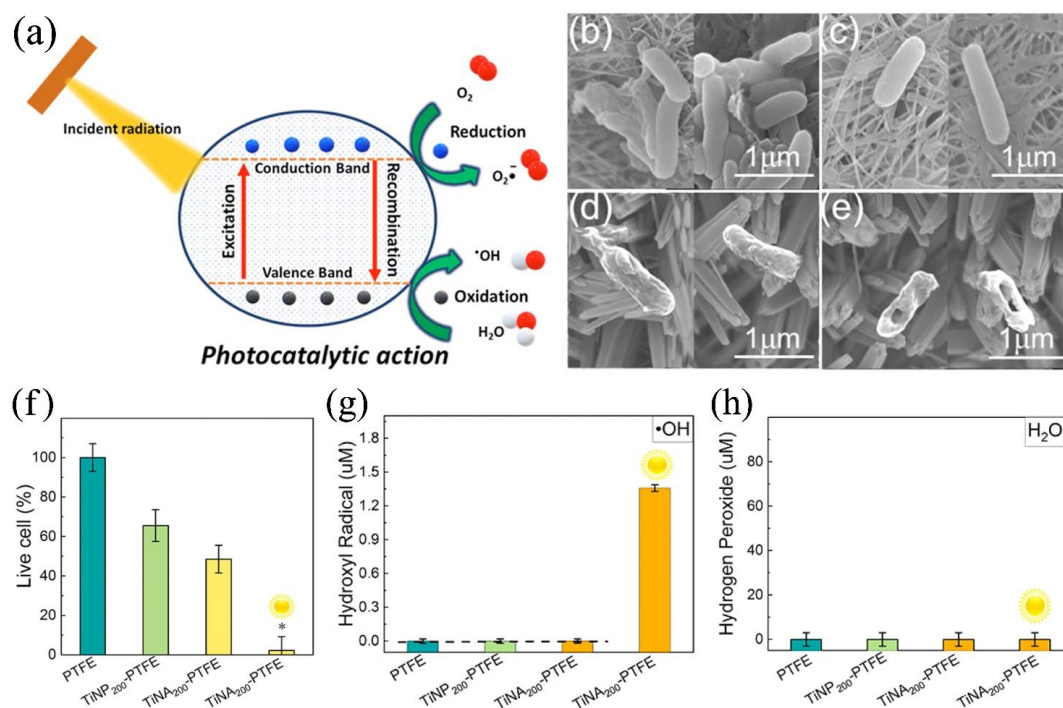 (a)
Incident radiation
O₂
Reduction
Conduction Band
O₂•̄
Excitation
Recombination
Valence Band
•OH
Oxidation
H₂O
Photocatalytic action
(b)
1μm
(c)
1μm
(d)
1μm
(e)
1μm
(f)
Live cell (%)
100
80
60
40
20
0
*
PTFE
TiNP₂₀₀-PTFE
TiNA₂₀₀-PTFE
TiNA₂₀₀-PTFE
(g)
•OH
Hydroxyl Radical (uM)
1.8
1.5
1.2
0.9
0.6
0.3
0.0
PTFE
TiNP₂₀₀-PTFE
TiNA₂₀₀-PTFE
TiNA₂₀₀-PTFE
(h)
H₂O
Hydrogen Peroxide (uM)
80
60
40
20
0
PTFE
TiNP₂₀₀-PTFE
TiNA₂₀₀-PTFE
TiNA₂₀₀-PTFE